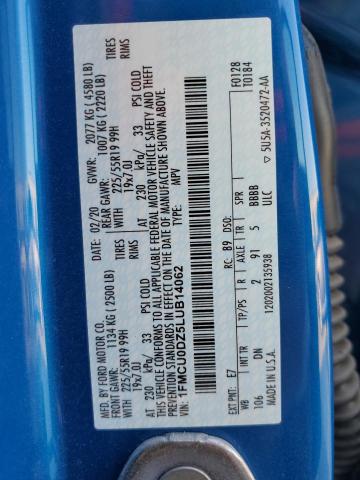 MFG. BY FORD MOTOR CO.
DATE: 02/20 GVWR: 2077 KG ( 4580 LB)
FRONT GAWR: 1134 KG ( 2500 LB) REAR GAWR: 1007 KG ( 2220 LB)
WITH 225/55R19 99H TIRES WITH 225/55R19 99H TIRES
19x7.0J RIMS 19x7.0J RIMS
AT 230 kPa/ 33 PSI COLD AT 230 kPa/ 33 PSI COLD
THIS VEHICLE CONFORMS TO ALL APPLICABLE FEDERAL MOTOR VEHICLE SAFETY AND THEFT
PREVENTION STANDARDS IN EFFECT ON THE DATE OF MANUFACTURE SHOWN ABOVE.
VIN: 1FMCU0DZ5LUB14062
TYPE: MPV
F0128
T0184
EXT PNT: E7 RC: 89 DSO:
WB INT TR TP/PS R AXLE TR SPR
106 DN 2 91 5 BBBB
MADE IN U.S.A. 1202002135938 ULC
▽ 5U5A-3520472-AA